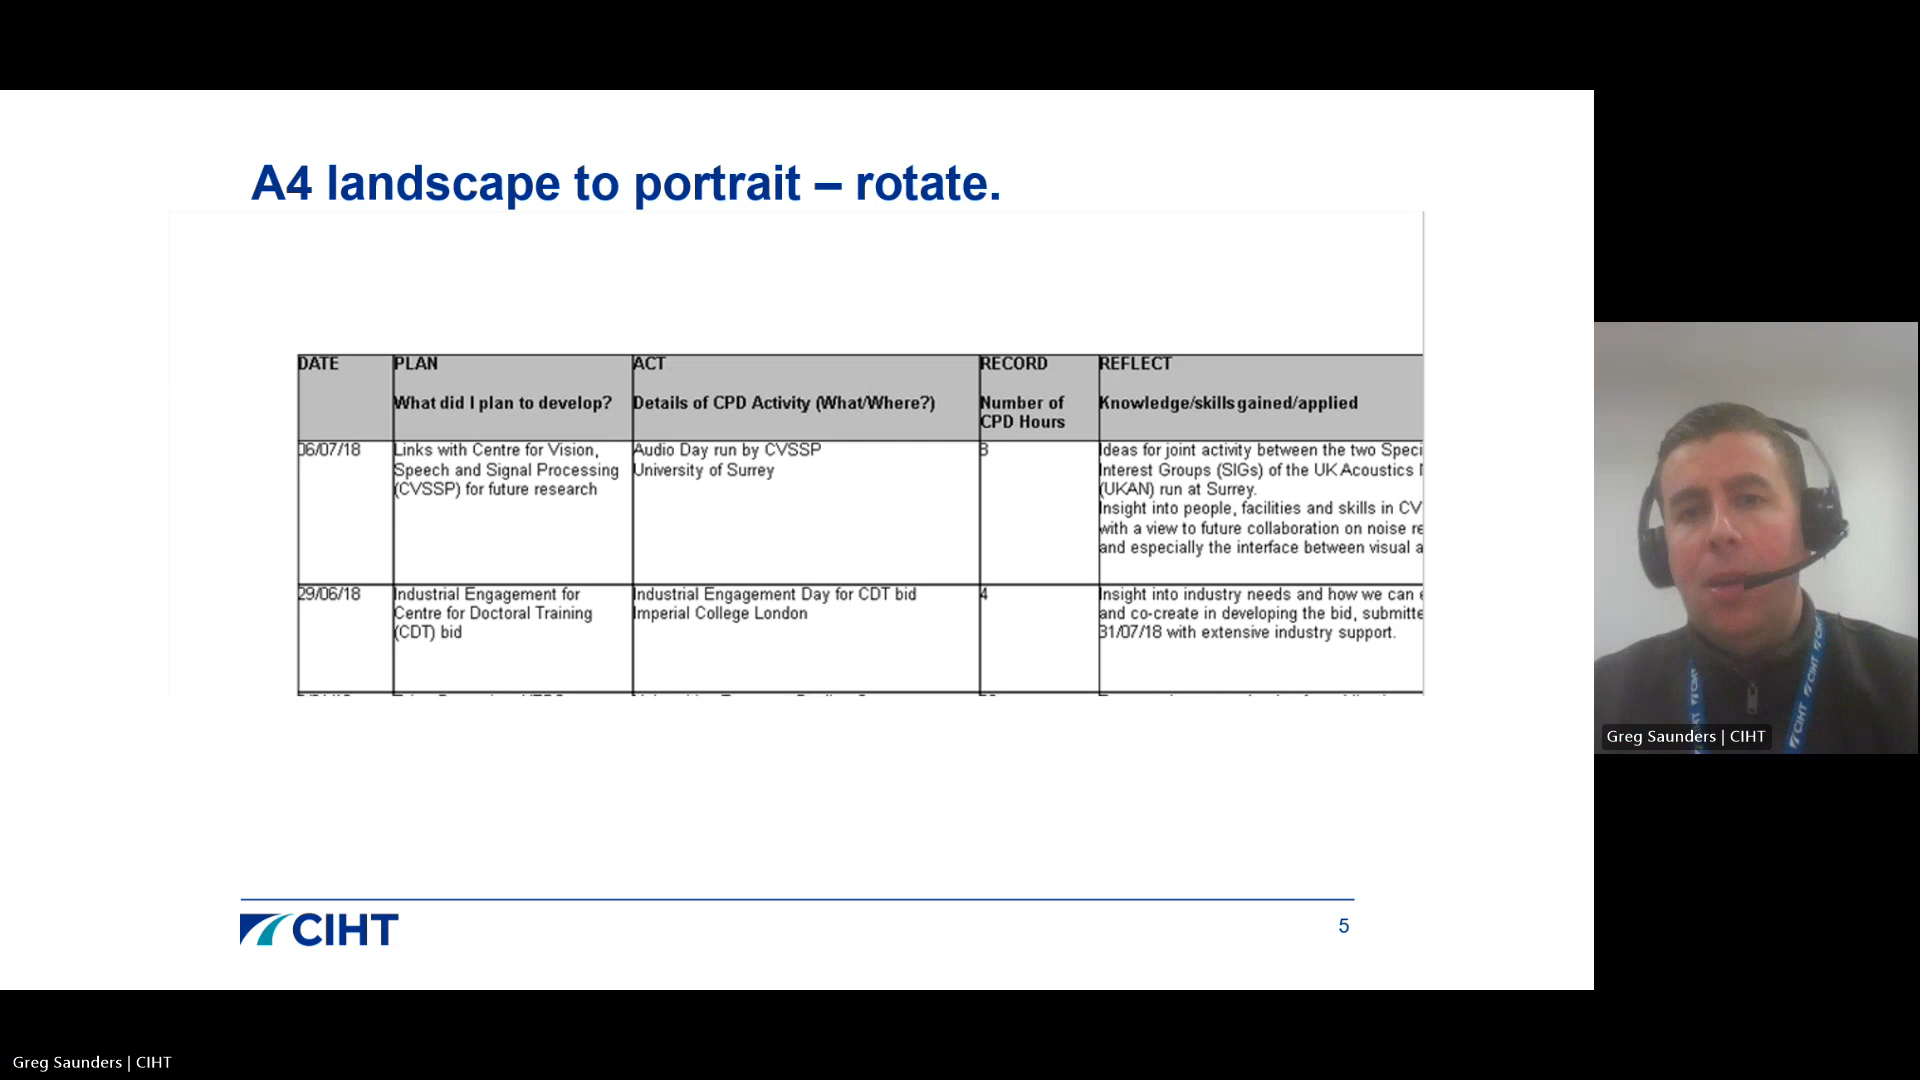 A4 landscape to portrait – rotate.
DATE PLAN ACT RECORD REFLECT
What did I plan to develop? Details of CPD Activity (What/Where?) Number of Knowledge/skills gained/applied
CPD Hours
06/07/18 Links with Centre for Vision, Audio Day run by CVSSP 8 Ideas for joint activity between the two Speci
Speech and Signal Processing University of Surrey Interest Groups (SIGs) of the UK Acoustics
(CVSSP) for future research (UKAN) run at Surrey.
Insight into people, facilities and skills in CV
with a view to future collaboration on noise re
and especially the interface between visual a
29/06/18 Industrial Engagement for Industrial Engagement Day for CDT bid 4 Insight into industry needs and how we can
Centre for Doctoral Training Imperial College London and co-create in developing the bid, submitte
(CDT) bid 31/07/18 with extensive industry support.
CIHT
5
CIHT
CIHT
Greg Saunders | CIHT
Greg Saunders | CIHT